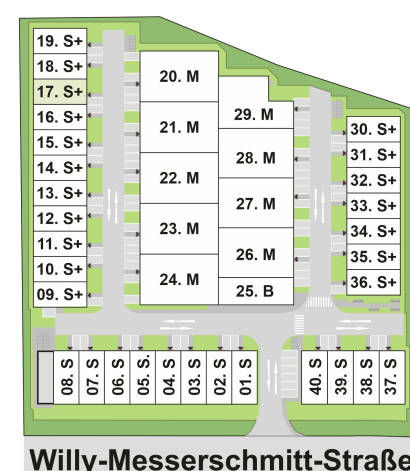 19. S+
18. S+
17. S+
16. S+
15. S+
14. S+
13. S+
12. S+
11. S+
10. S+
09. S+
20. M
21. M
22. M
23. M
24. M
29. M
28. M
27. M
26. M
25. B
30. S+
31. S+
32. S+
33. S+
34. S+
35. S+
36. S+
08. S
07. S
06. S
05. S.
04. S
03. S
02. S
01. S
40. S
39. S
38. S
37. S
Willy-Messerschmitt-Straße